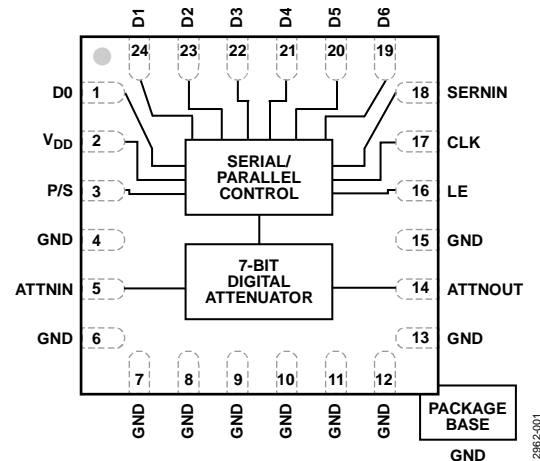 D1
D2
D3
D4
D5
D6
24
23
22
21
20
19
D0 1
18 SERNIN
VDD 2
17 CLK
P/S 3
16 LE
SERIAL/
PARALLEL
CONTROL
GND 4
15 GND
7-BIT
DIGITAL
ATTENUATOR
ATTNIN 5
14 ATTNOUT
GND 6
13 GND
7
8
9
10
11
12
GND
GND
GND
GND
GND
GND
PACKAGE
BASE
GND
2962-001